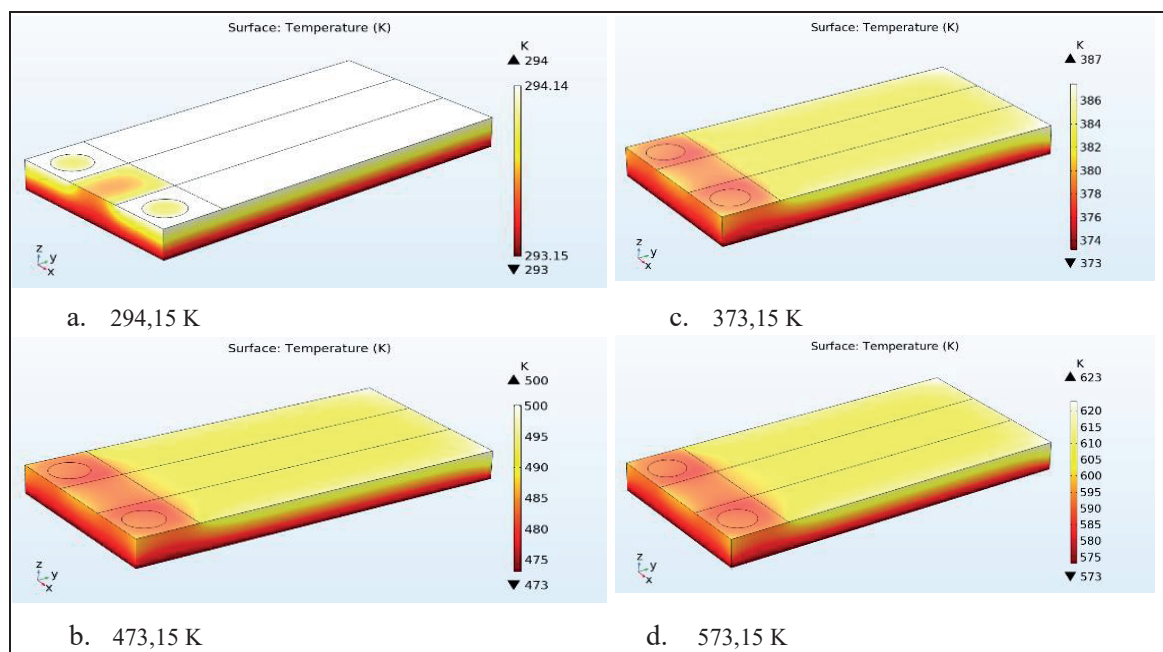 Surface: Temperature (K)
K
▲ 294
294.14
293.15
▼ 293
z
y
x
a. 294,15 K
Surface: Temperature (K)
K
▲ 387
386
384
382
380
378
376
374
▼ 373
z
y
x
c. 373,15 K
Surface: Temperature (K)
K
▲ 500
500
495
490
485
480
475
▼ 473
z
y
x
b. 473,15 K
Surface: Temperature (K)
K
▲ 623
620
615
610
605
600
595
590
585
580
575
▼ 573
z
y
x
d. 573,15 K